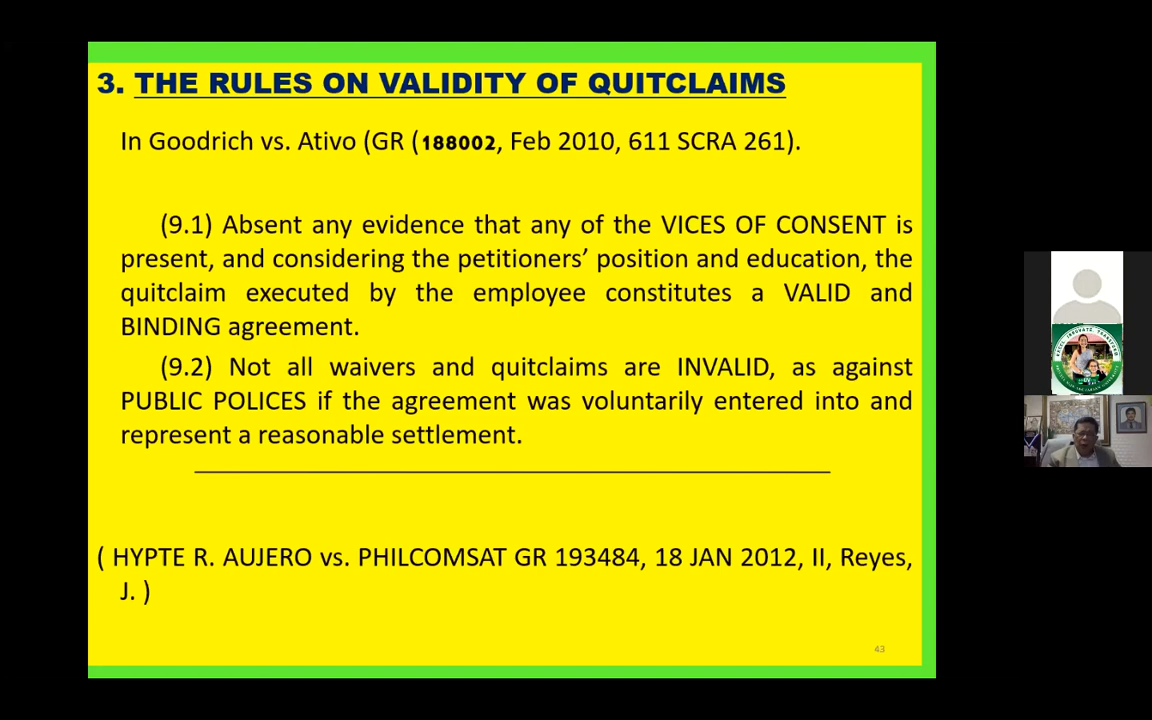 3. THE RULES ON VALIDITY OF QUITCLAIMS
In Goodrich vs. Ativo (GR (188002, Feb 2010, 611 SCRA 261).
(9.1) Absent any evidence that any of the VICES OF CONSENT is
present, and considering the petitioners’ position and education, the
quitclaim executed by the employee constitutes a VALID and
BINDING agreement.
(9.2) Not all waivers and quitclaims are INVALID, as against
PUBLIC POLICES if the agreement was voluntarily entered into and
represent a reasonable settlement.
( HYPTE R. AUJERO vs. PHILCOMSAT GR 193484, 18 JAN 2012, II, Reyes,
J. )
43